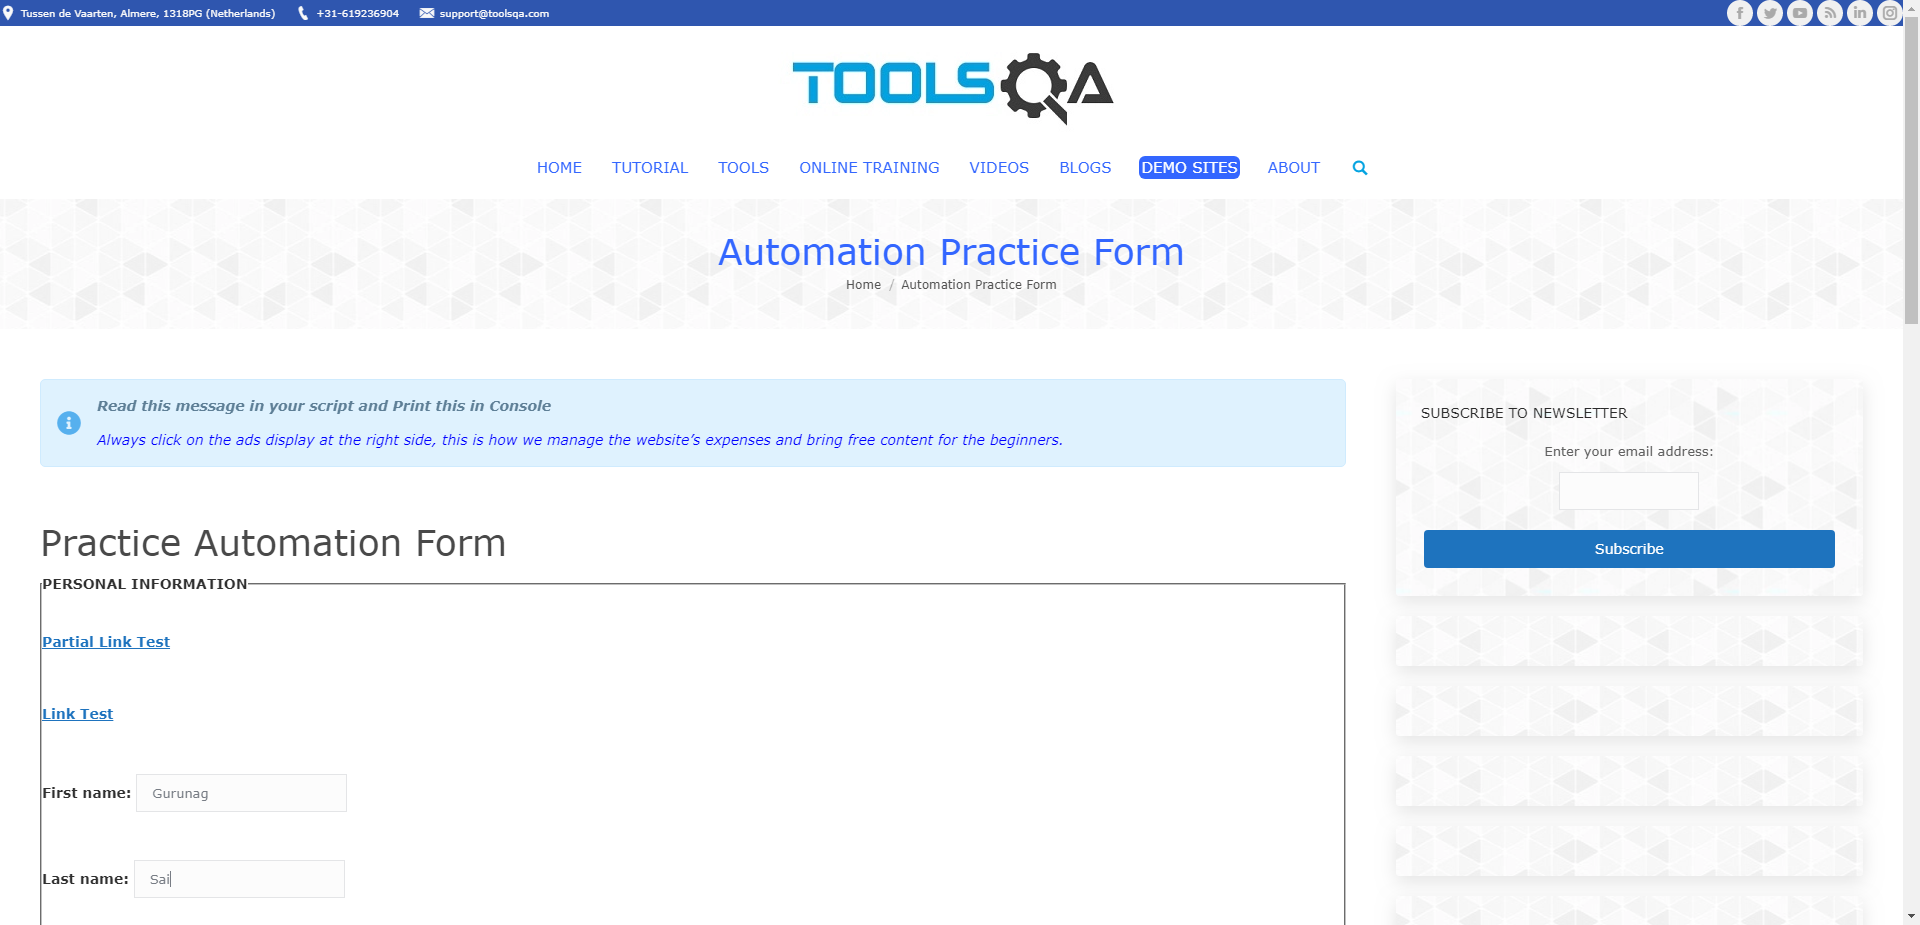 Tussen de Vaarten, Almere, 1318PG (Netherlands) +31-619236904 support@toolsqa.com
TOOLSQA
HOME TUTORIAL TOOLS ONLINE TRAINING VIDEOS BLOGS DEMO SITES ABOUT
Automation Practice Form
Home / Automation Practice Form
Read this message in your script and Print this in Console
Always click on the ads display at the right side, this is how we manage the website’s expenses and bring free content for the beginners.
Practice Automation Form
PERSONAL INFORMATION
Partial Link Test
Link Test
First name: Gurunag
Last name: Sai
SUBSCRIBE TO NEWSLETTER
Enter your email address:
Subscribe